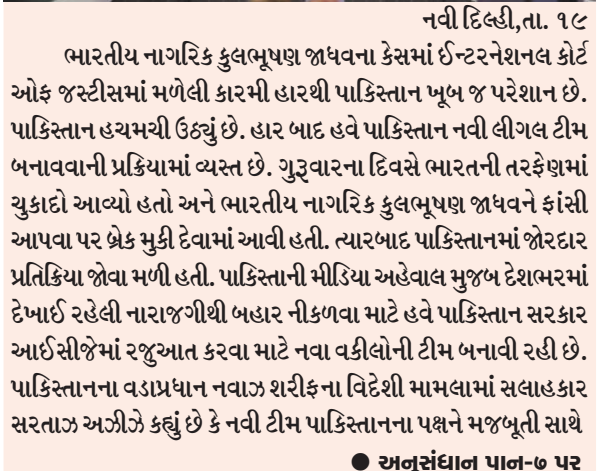 નવી દિલ્હી,તા. ૧૯
ભારતીય નાગરિક કુલભૂષણ જાધવના કેસમાં ઈન્ટરનેશનલ કોર્ટ
ઓફ જસ્ટીસમાં મળેલી કારમી હારથી પાકિસ્તાન ખૂબ જ પરેશાન છે.
પાકિસ્તાન હચમચી ઉઠ્યું છે. હાર બાદ હવે પાકિસ્તાન નવી લીગલ ટીમ
બનાવવાની પ્રક્રિયામાં વ્યસ્ત છે. ગુરૂવારના દિવસે ભારતની તરફેણમાં
ચુકાદો આવ્યો હતો અને ભારતીય નાગરિક કુલભૂષણ જાધવને ફાંસી
આપવા પર બ્રેક મુકી દેવામાં આવી હતી. ત્યારબાદ પાકિસ્તાનમાં જોરદાર
પ્રતિક્રિયા જોવા મળી હતી. પાકિસ્તાની મીડિયા અહેવાલ મુજબ દેશભરમાં
દેખાઈ રહેલી નારાજગીથી બહાર નીકળવા માટે હવે પાકિસ્તાન સરકાર
આઈસીજેમાં રજુઆત કરવા માટે નવા વકીલોની ટીમ બનાવી રહી છે.
પાકિસ્તાનના વડાપ્રધાન નવાઝ શરીફના વિદેશી મામલામાં સલાહકાર
સરતાઝ અઝીઝે કહ્યું છે કે નવી ટીમ પાકિસ્તાનના પક્ષને મજબૂતી સાથે
● અનુસંધાન પાન-૭ પર